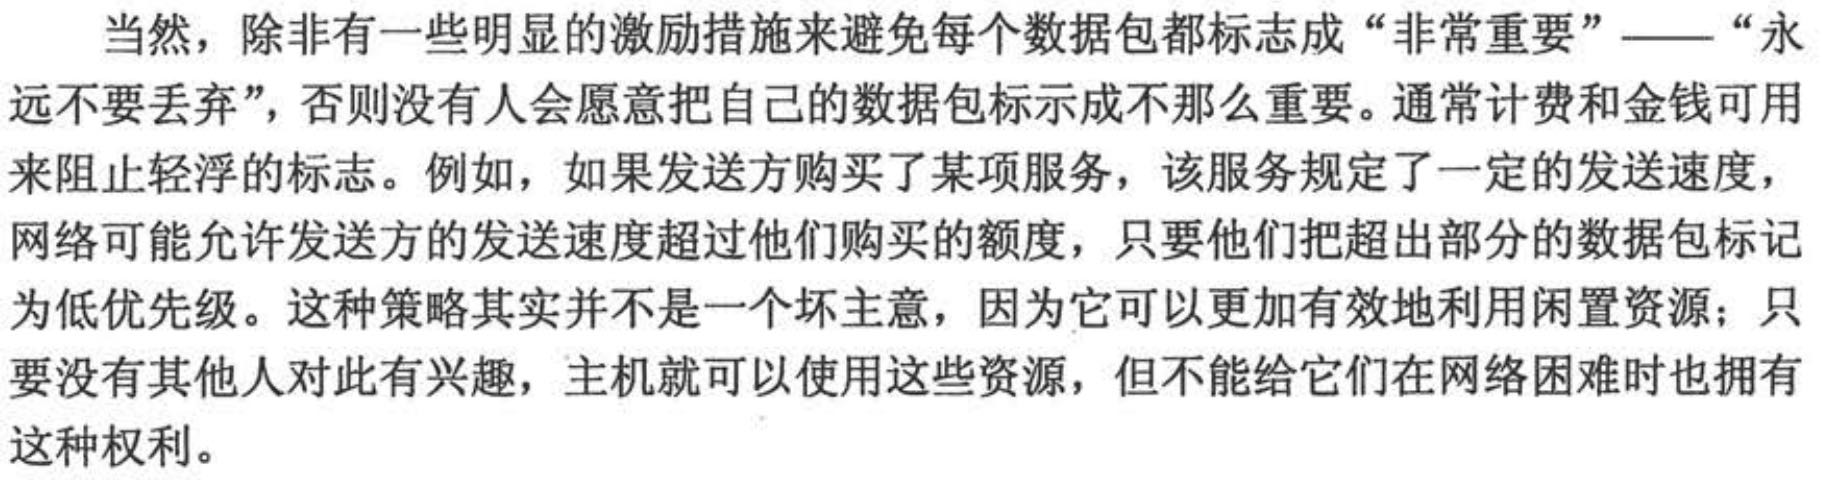 当然，除非有一些明显的激励措施来避免每个数据包都标志成“非常重要”——“永
远不要丢弃”，否则没有人会愿意把自己的数据包标示成不那么重要。通常计费和金钱可用
来阻止轻浮的标志。例如，如果发送方购买了某项服务，该服务规定了一定的发送速度，
网络可能允许发送方的发送速度超过他们购买的额度，只要他们把超出部分的数据包标记
为低优先级。这种策略其实并不是一个坏主意，因为它可以更加有效地利用闲置资源；只
要没有其他人对此有兴趣，主机就可以使用这些资源，但不能给它们在网络困难时也拥有
这种权利。